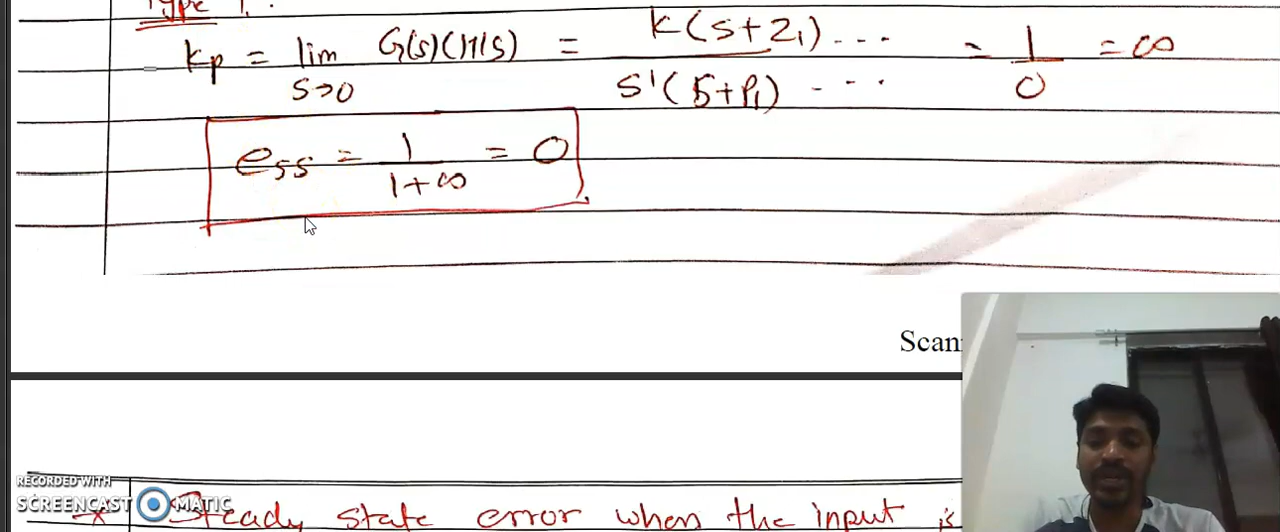 Type 1.
Kp = lim G(s)(H(s) = K(s+Z1) ... = 1 = ∞
s→0 s¹(s+P1) ... 0
ess = 1 = 0
1+∞
Scan
RECORDED WITH
SCREENCAST MATIC
* Steady state error when the input is